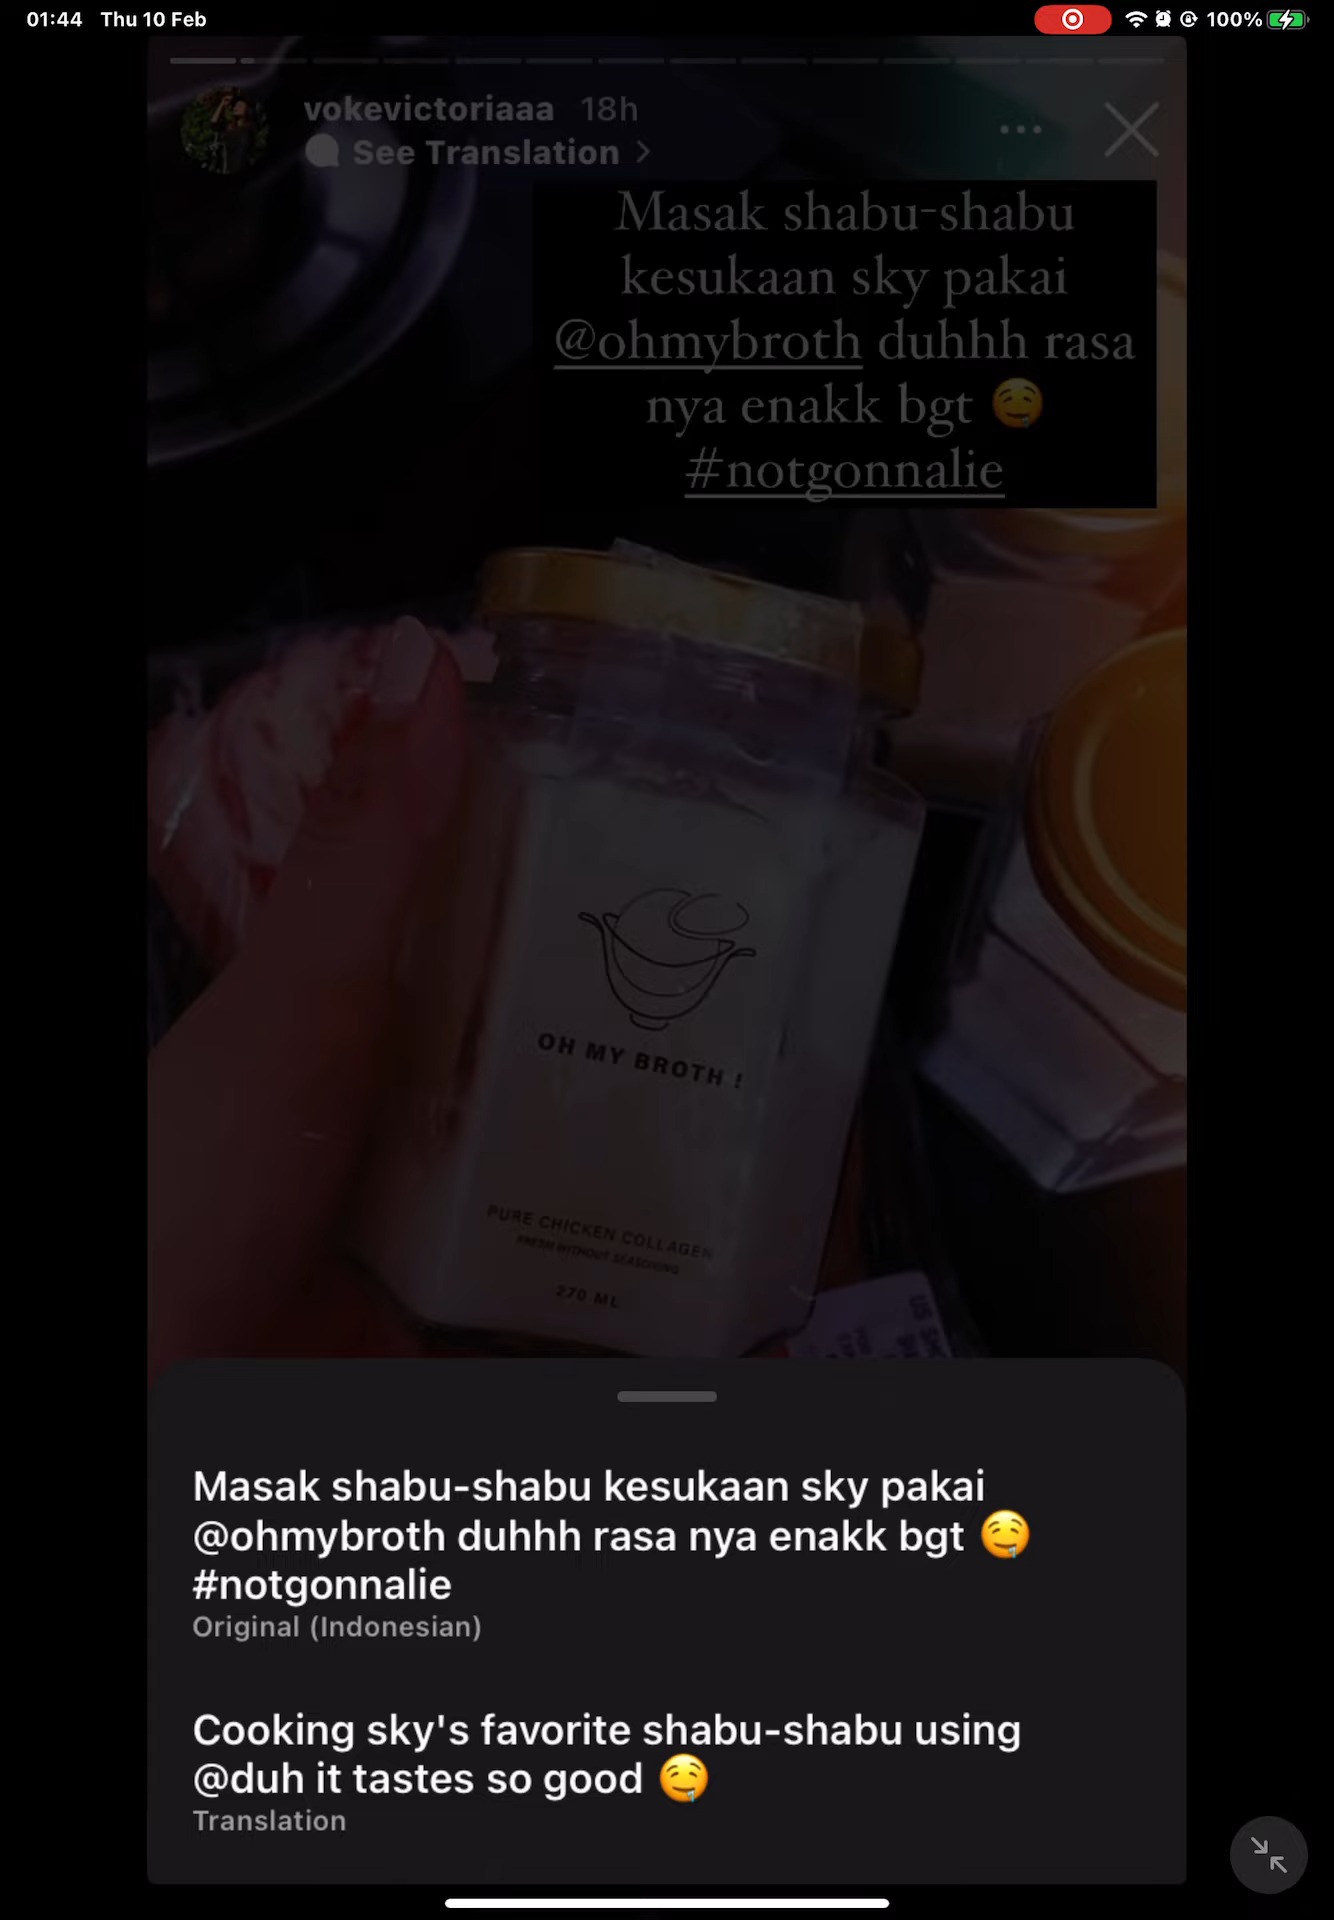 01:44 Thu 10 Feb
100%
vokevictoriaaa 18h
See Translation
Masak shabu-shabu
kesukaan sky pakai
@ohmybroth duhhh rasa
nya enakk bgt 🤤
#notgonnalie
OH MY BROTH !
PURE CHICKEN COLLAGEN
FRESH WITHOUT SEASONING
270 ML
Masak shabu-shabu kesukaan sky pakai
@ohmybroth duhhh rasa nya enakk bgt 🤤
#notgonnalie
Original (Indonesian)
Cooking sky's favorite shabu-shabu using
@duh it tastes so good 🤤
Translation